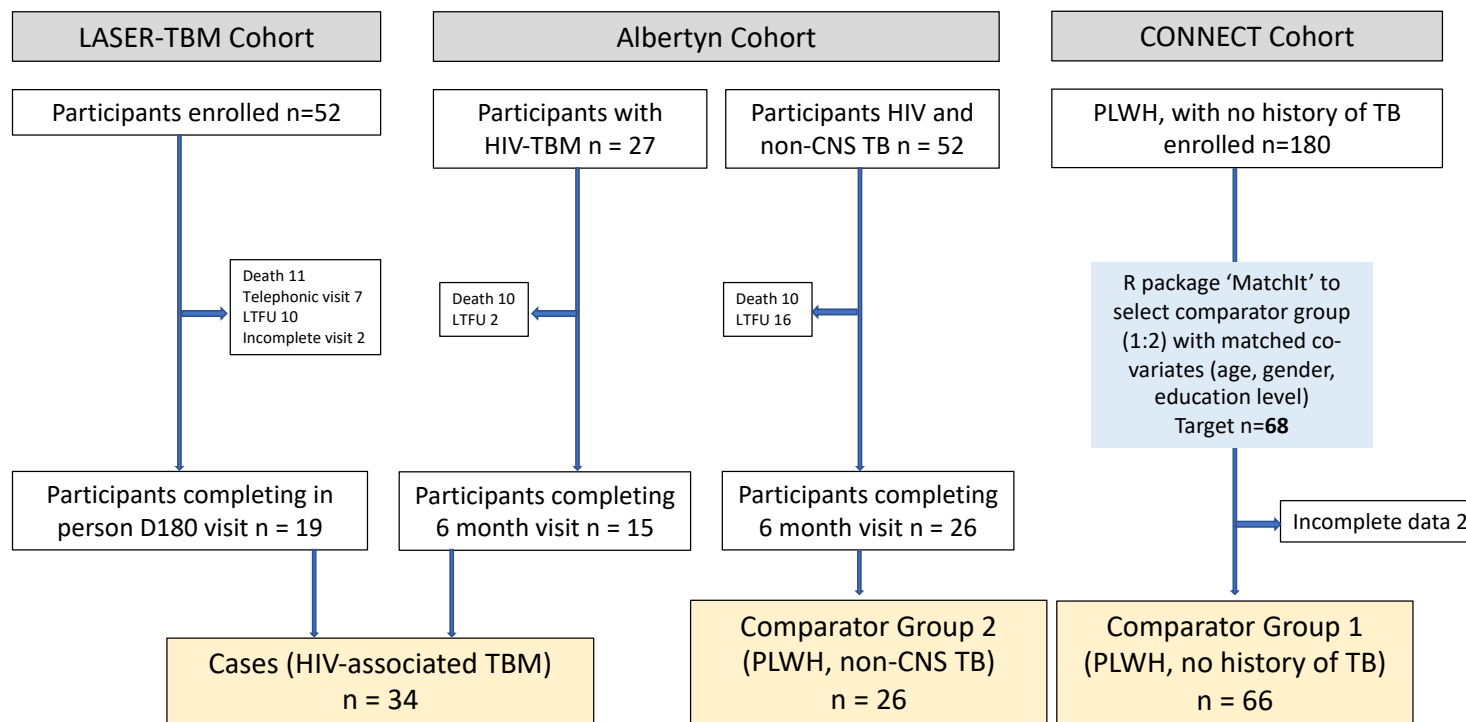 LASER-TBM Cohort
Albertyn Cohort
CONNECT Cohort
Participants enrolled n=52
Participants with
HIV-TBM n = 27
Participants HIV and
non-CNS TB n = 52
PLWH, with no history of TB
enrolled n=180
Death 11
Telephonic visit 7
LTFU 10
Incomplete visit 2
Death 10
LTFU 2
Death 10
LTFU 16
R package ‘MatchIt’ to
select comparator group
(1:2) with matched co-
variates (age, gender,
education level)
Target n=68
Participants completing in
person D180 visit n = 19
Participants completing
6 month visit n = 15
Participants completing
6 month visit n = 26
Incomplete data 2
Cases (HIV-associated TBM)
n = 34
Comparator Group 2
(PLWH, non-CNS TB)
n = 26
Comparator Group 1
(PLWH, no history of TB)
n = 66